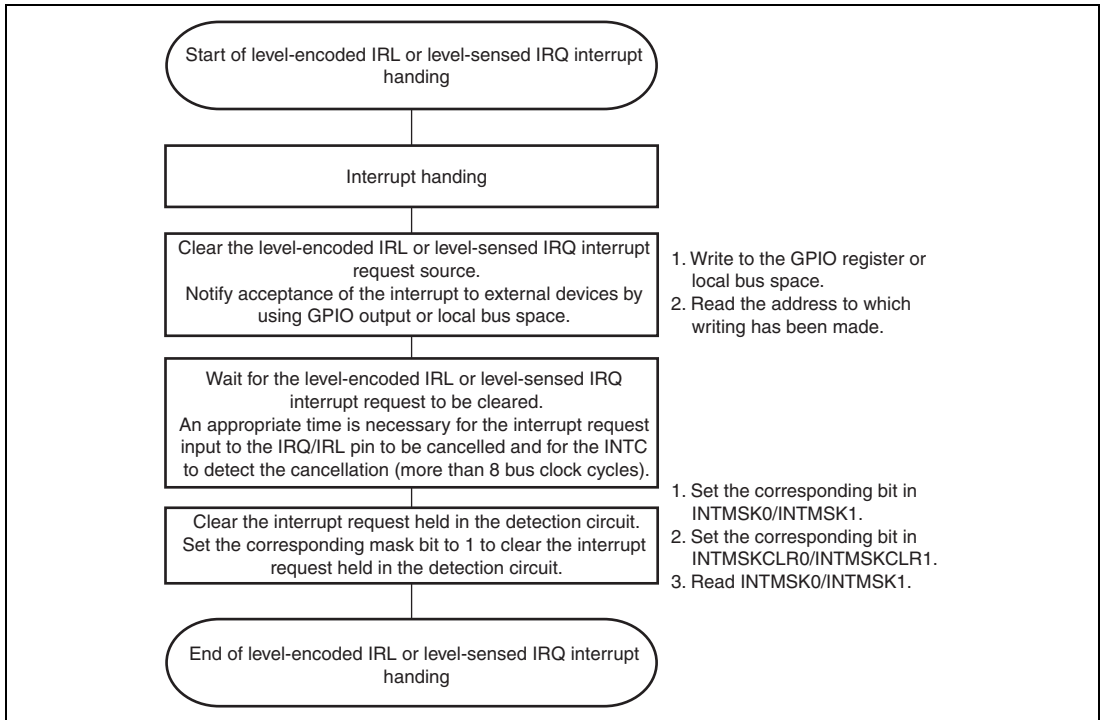 Start of level-encoded IRL or level-sensed IRQ interrupt
handing
Interrupt handing
Clear the level-encoded IRL or level-sensed IRQ interrupt
request source.
Notify acceptance of the interrupt to external devices by
using GPIO output or local bus space.
1. Write to the GPIO register or
local bus space.
2. Read the address to which
writing has been made.
Wait for the level-encoded IRL or level-sensed IRQ
interrupt request to be cleared.
An appropriate time is necessary for the interrupt request
input to the IRQ/IRL pin to be cancelled and for the INTC
to detect the cancellation (more than 8 bus clock cycles).
Clear the interrupt request held in the detection circuit.
Set the corresponding mask bit to 1 to clear the interrupt
request held in the detection circuit.
1. Set the corresponding bit in
INTMSK0/INTMSK1.
2. Set the corresponding bit in
INTMSKCLR0/INTMSKCLR1.
3. Read INTMSK0/INTMSK1.
End of level-encoded IRL or level-sensed IRQ interrupt
handing